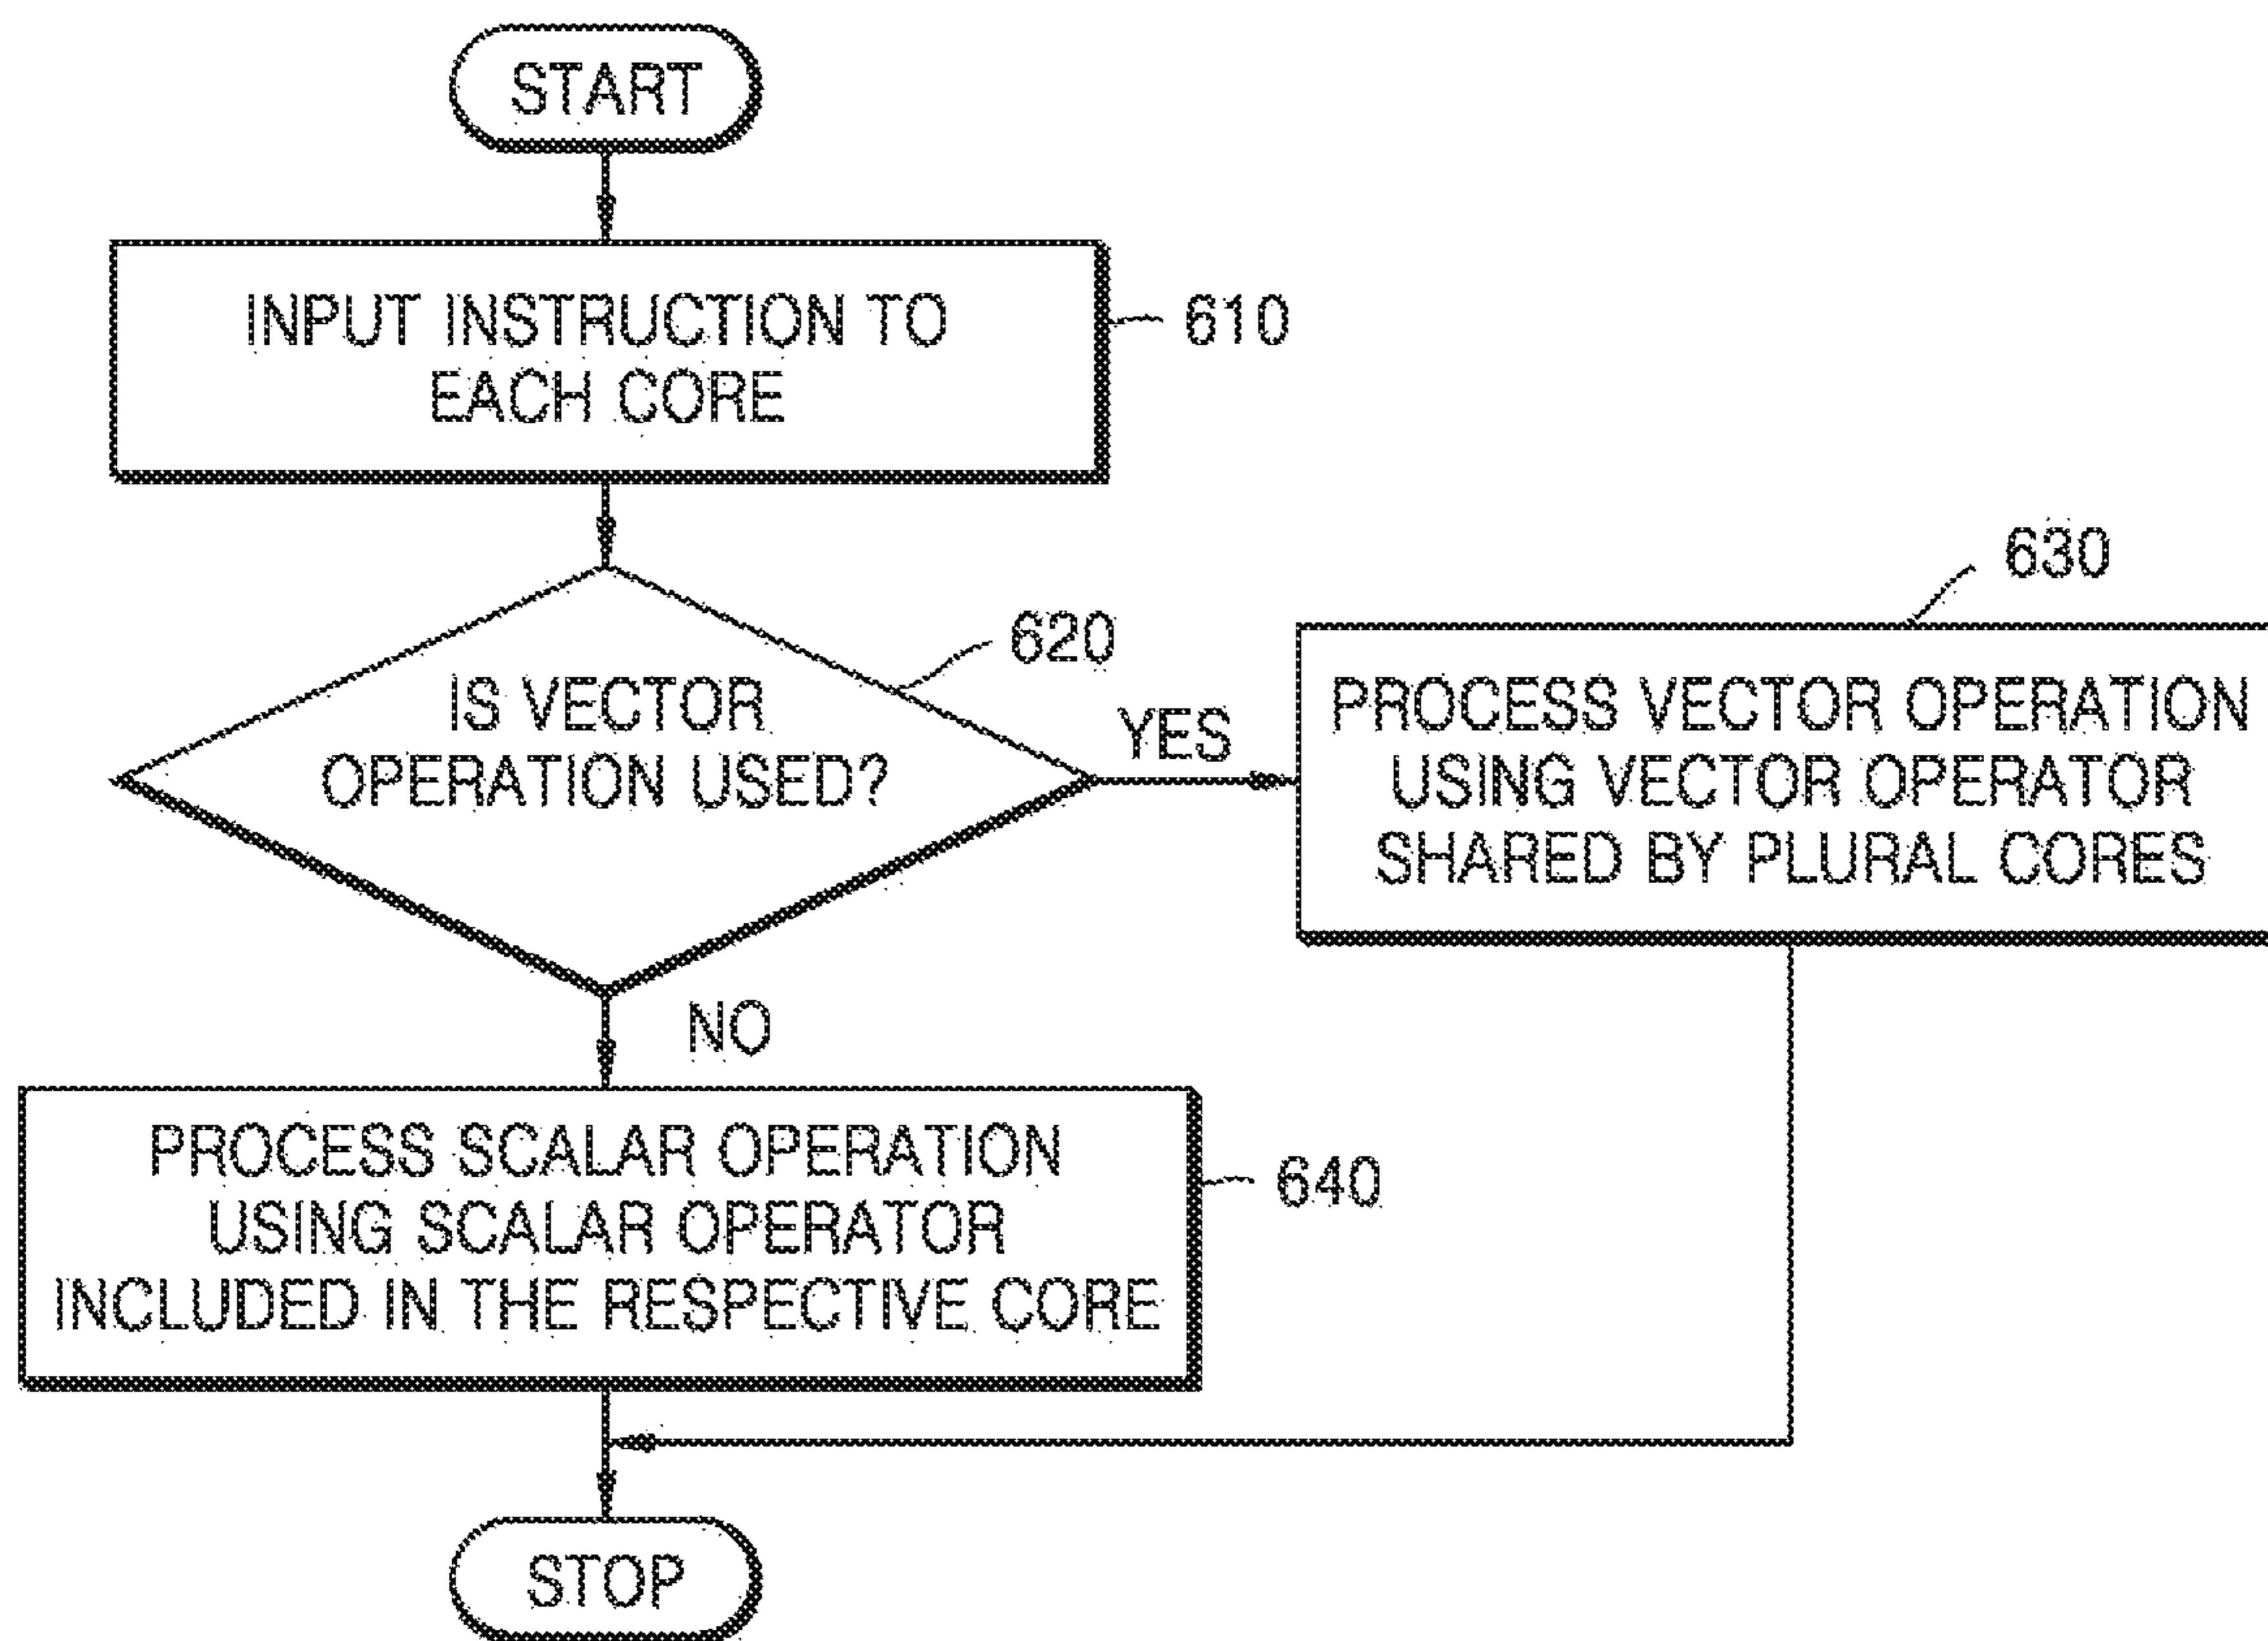 START
INPUT INSTRUCTION TO
EACH CORE
610
IS VECTOR
OPERATION USED?
620
YES
630
PROCESS VECTOR OPERATION
USING VECTOR OPERATOR
SHARED BY PLURAL CORES
NO
PROCESS SCALAR OPERATION
USING SCALAR OPERATOR
INCLUDED IN THE RESPECTIVE CORE
640
STOP